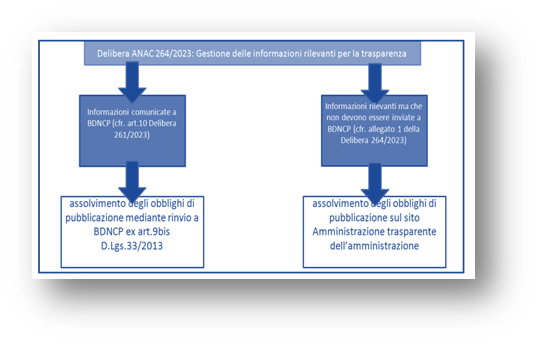 Delibera ANAC 264/2023: Gestione delle informazioni rilevanti per la trasparenza
Informazioni comunicate a
BDNCP (cfr. art.10 Delibera
261/2023)
Informazioni rilevanti ma che
non devono essere inviate a
BDNCP (cfr. allegato 1 della
Delibera 264/2023)
assolvimento degli obblighi di
pubblicazione mediante rinvio a
BDNCP ex art.9bis
D.Lgs.33/2013
assolvimento degli obblighi di
pubblicazione sul sito
Amministrazione trasparente
dell'amministrazione